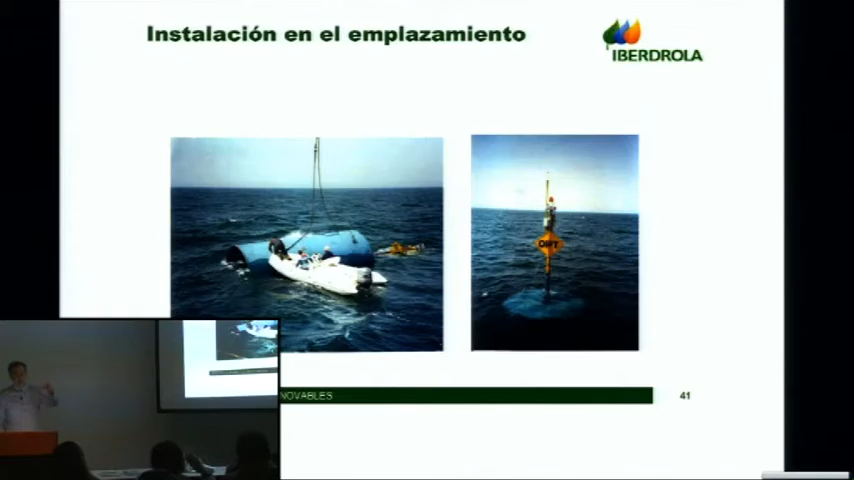 Instalación en el emplazamiento
IBERDROLA
OPT
NOVABLES
41